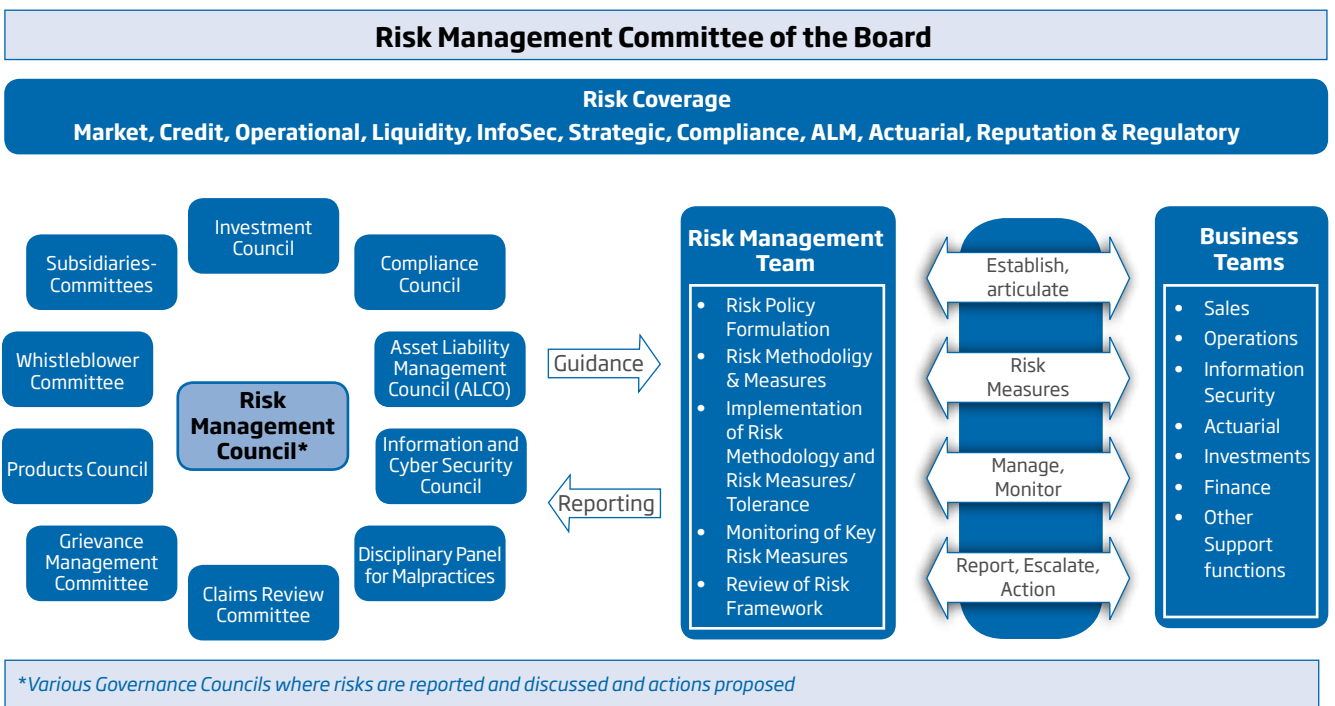 Risk Management Committee of the Board
Risk Coverage
Market, Credit, Operational, Liquidity, InfoSec, Strategic, Compliance, ALM, Actuarial, Reputation & Regulatory
Investment
Council
Subsidiaries-
Committees
Compliance
Council
Whistleblower
Committee
Asset Liability
Management
Council (ALCO)
Risk
Management
Council*
Products Council
Information and
Cyber Security
Council
Grievance
Management
Committee
Disciplinary Panel
for Malpractices
Claims Review
Committee
Guidance
Reporting
Risk Management
Team
• Risk Policy
Formulation
• Risk Methodoligy
& Measures
• Implementation
of Risk
Methodology and
Risk Measures/
Tolerance
• Monitoring of Key
Risk Measures
• Review of Risk
Framework
Establish,
articulate
Risk
Measures
Manage,
Monitor
Report, Escalate,
Action
Business
Teams
• Sales
• Operations
• Information
Security
• Actuarial
• Investments
• Finance
• Other
Support
functions
*Various Governance Councils where risks are reported and discussed and actions proposed